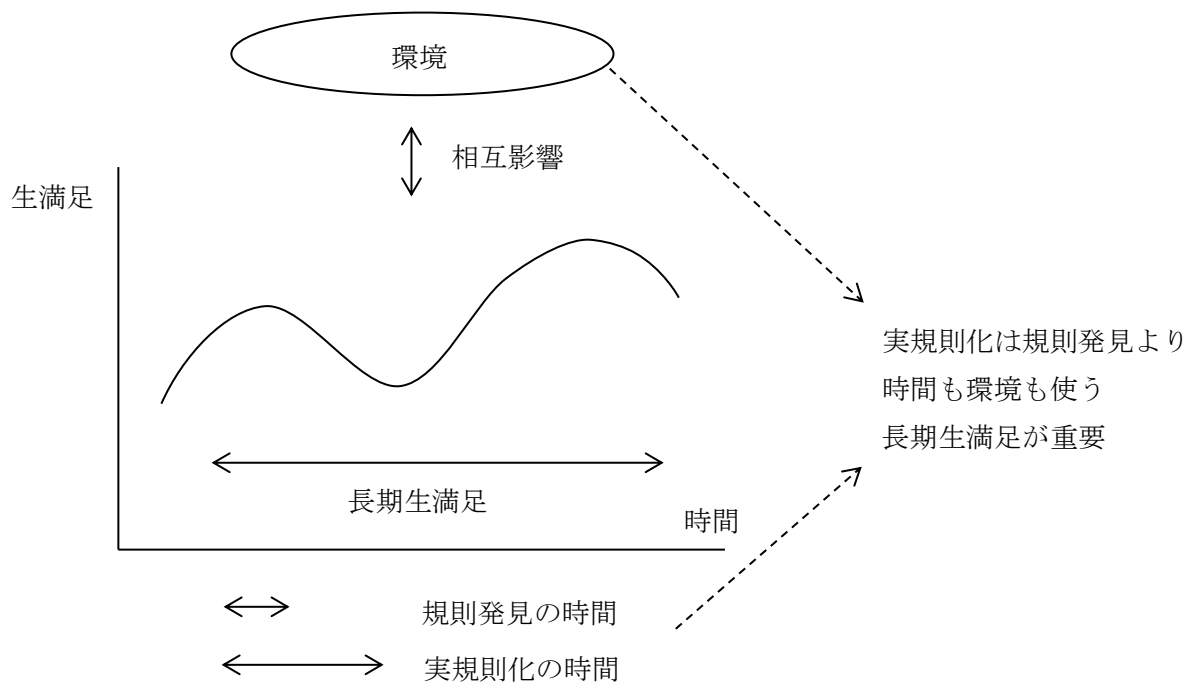 環境
相互影響
生満足
実規則化は規則発見より
時間も環境も使う
長期生満足が重要
長期生満足
時間
規則発見の時間
実規則化の時間